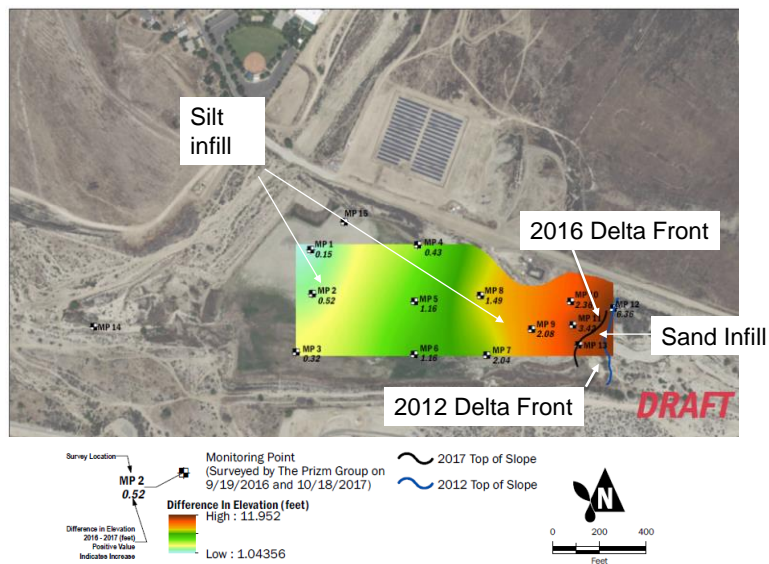 Silt
infill
MP 15
MP 1
0.15
MP 4
0.43
2016 Delta Front
MP 2
0.52
MP 5
1.16
MP 8
1.49
MP 10
2.36
MP 12
6.36
MP 11
3.42
MP 14
MP 9
2.08
Sand Infill
MP 13
MP 3
0.32
MP 6
1.16
MP 7
2.04
2012 Delta Front
DRAFT
Survey Location
MP 2
0.52
Difference in Elevation
2016 - 2017 (feet)
Positive Value
Indicates Increase
Monitoring Point
(Surveyed by The Prizm Group on
9/19/2016 and 10/18/2017)
Difference In Elevation (feet)
High : 11.952
Low : 1.04356
2017 Top of Slope
2012 Top of Slope
N
0 200 400
Feet